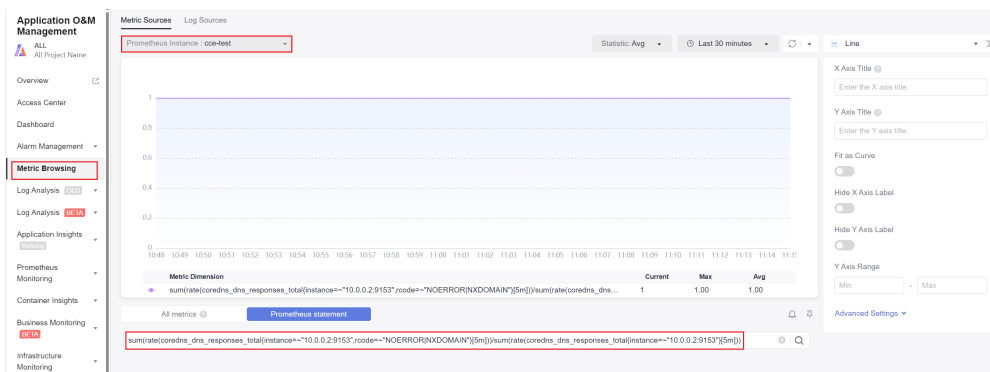 Application O&M
Management
ALL
All Project Name
Overview
Access Center
Dashboard
Alarm Management
Metric Browsing
Log Analysis OLD
Log Analysis BETA
Application Insights
Prometheus
Monitoring
Container Insights
Business Monitoring
BETA
Infrastructure
Monitoring
Metric Sources Log Sources
Prometheus Instance : cce-test
Statistic: Avg Last 30 minutes
1
0.8
0.6
0.4
0.2
0
10:48 10:49 10:50 10:51 10:52 10:53 10:54 10:55 10:56 10:57 10:58 10:59 11:00 11:01 11:02 11:03 11:04 11:05 11:06 11:07 11:08 11:09 11:10 11:11 11:12 11:13 11:14
Metric Dimension Current Max Avg
sum(rate(coredns_dns_responses_total{instance=~"10.0.0.2:9153",rcode=~"NOERROR|NXDOMAIN"}[5m]))/sum(rate(coredns_dns... 1 1.00 1.00
All metrics Prometheus statement
sum(rate(coredns_dns_responses_total{instance=~"10.0.0.2:9153",rcode=~"NOERROR|NXDOMAIN"}[5m]))/sum(rate(coredns_dns_responses_total{instance=~"10.0.0.2:9153"}[5m]))
Line
X Axis Title
Enter the X axis title.
Y Axis Title
Enter the Y axis title.
Fit as Curve
Hide X Axis Label
Hide Y Axis Label
Y Axis Range
Min - Max
Advanced Settings